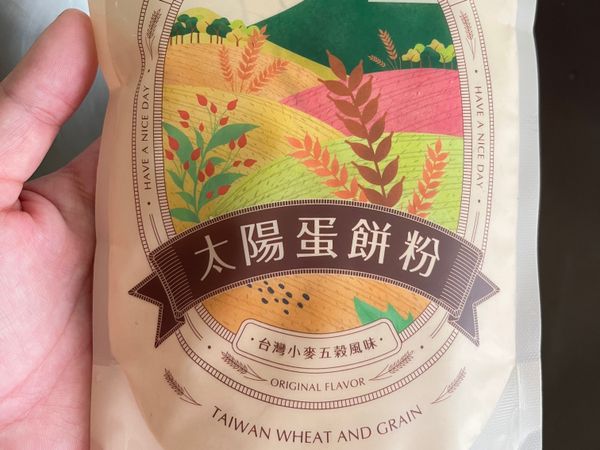 HAVE A NICE DAY
HAVE A NICE DAY
太陽蛋餅粉
·台灣小麥五穀風味·
ORIGINAL FLAVOR
TAIWAN WHEAT AND GRAIN